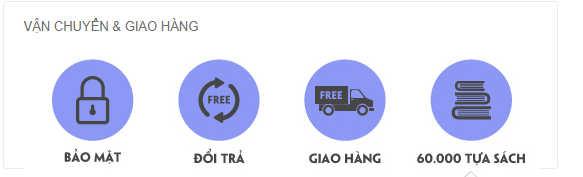 VẬN CHUYỂN & GIAO HÀNG
FREE
FREE
BẢO MẬT
ĐỔI TRẢ
GIAO HÀNG
60.000 TỰA SÁCH